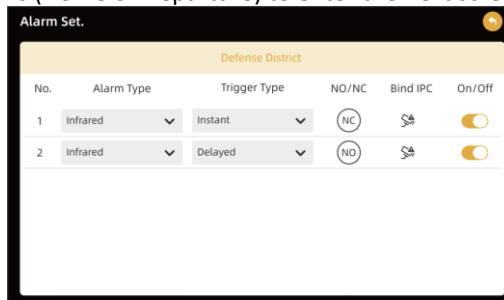 Alarm Set.
Defense District
No. Alarm Type Trigger Type NO/NC Bind IPC On/Off
1 Infrared Instant NC
2 Infrared Delayed NO